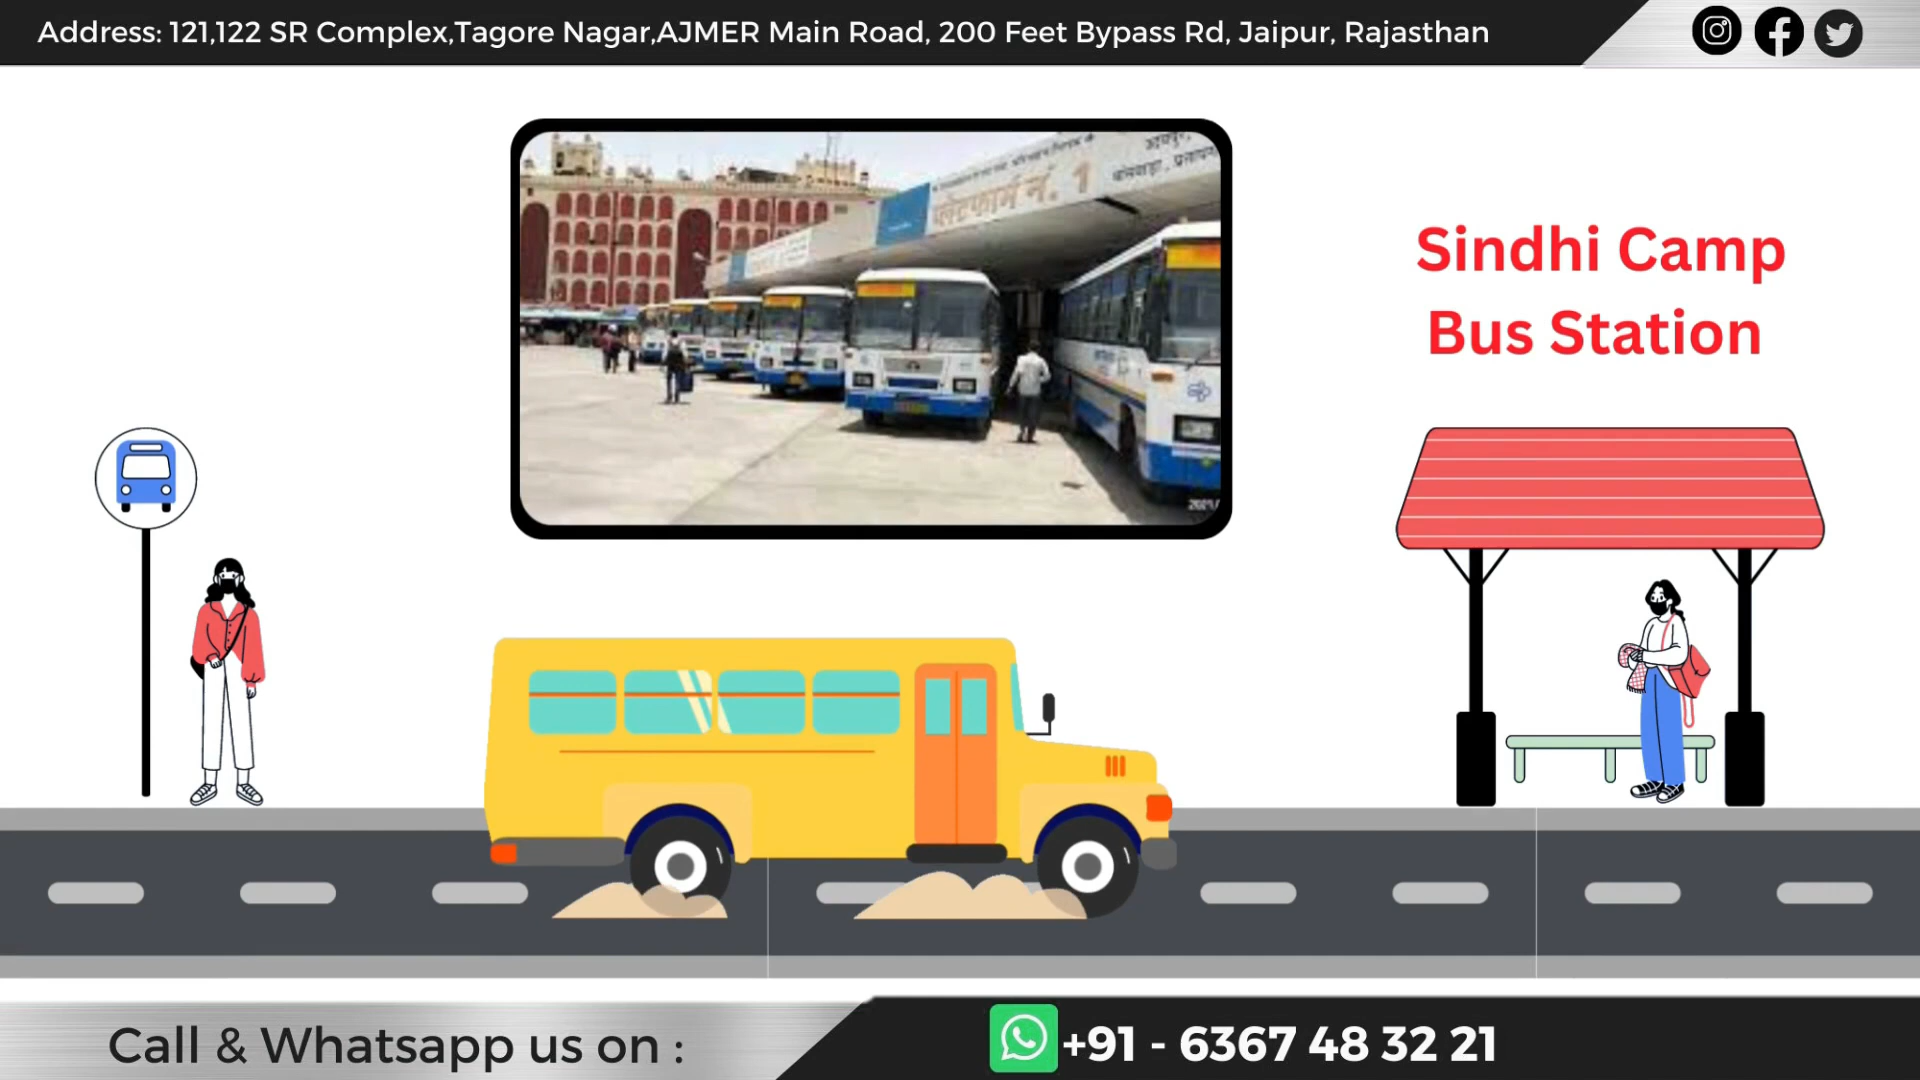 Address: 121,122 SR Complex,Tagore Nagar,AJMER Main Road, 200 Feet Bypass Rd, Jaipur, Rajasthan
प्लेटफार्म नं. 1
Sindhi Camp
Bus Station
Call & Whatsapp us on :
+91 - 6367 48 32 21